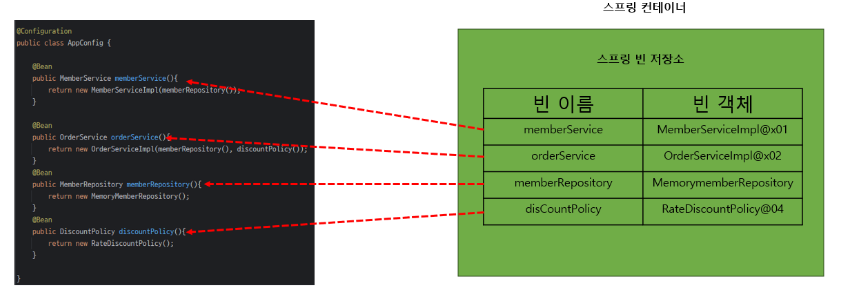 스프링 컨테이너
@Configuration
public class AppConfig {
@Bean
public MemberService memberService(){
return new MemberServiceImpl(memberRepository());
}
@Bean
public OrderService orderService(){
return new OrderServiceImpl(memberRepository(), discountPolicy());
}
@Bean
public MemberRepository memberRepository(){
return new MemoryMemberRepository();
}
@Bean
public DiscountPolicy discountPolicy(){
return new RateDiscountPolicy();
}
}
스프링 빈 저장소
빈 이름 빈 객체
memberService MemberServiceImpl@x01
orderService OrderServiceImpl@x02
memberRepository MemorymemberRepository
disCountPolicy RateDiscountPolicy@04